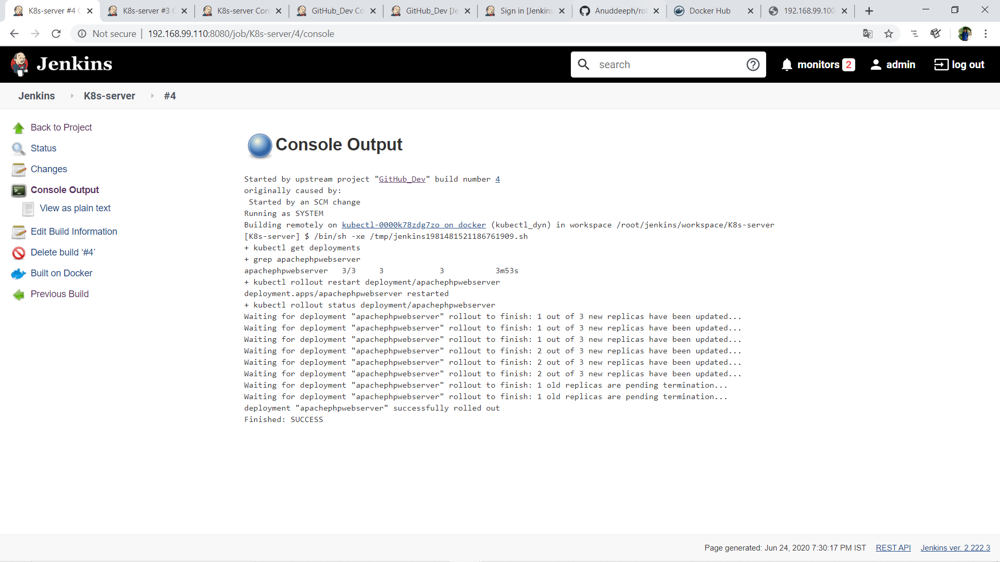 K8s-server #4 C
K8s-server #3 C
K8s-server Con
GitHub_Dev Co
GitHub_Dev [Je
Sign in [Jenkins
Anuddeeph/rol
Docker Hub
192.168.99.100
Not secure | 192.168.99.110:8080/job/K8s-server/4/console
Jenkins
search
monitors 2
admin
log out
Jenkins K8s-server #4
Back to Project
Status
Changes
Console Output
View as plain text
Edit Build Information
Delete build ‘#4’
Built on Docker
Previous Build
Console Output
Started by upstream project "GitHub_Dev" build number 4
originally caused by:
Started by an SCM change
Running as SYSTEM
Building remotely on kubectl-0000k78zdg7zo on docker (kubectl_dyn) in workspace /root/jenkins/workspace/K8s-server
[K8s-server] $ /bin/sh -xe /tmp/jenkins1981481521186761909.sh
+ kubectl get deployments
+ grep apachephpwebserver
apachephpwebserver 3/3 3 3 3m53s
+ kubectl rollout restart deployment/apachephpwebserver
deployment.apps/apachephpwebserver restarted
+ kubectl rollout status deployment/apachephpwebserver
Waiting for deployment "apachephpwebserver" rollout to finish: 1 out of 3 new replicas have been updated...
Waiting for deployment "apachephpwebserver" rollout to finish: 1 out of 3 new replicas have been updated...
Waiting for deployment "apachephpwebserver" rollout to finish: 1 out of 3 new replicas have been updated...
Waiting for deployment "apachephpwebserver" rollout to finish: 2 out of 3 new replicas have been updated...
Waiting for deployment "apachephpwebserver" rollout to finish: 2 out of 3 new replicas have been updated...
Waiting for deployment "apachephpwebserver" rollout to finish: 2 out of 3 new replicas have been updated...
Waiting for deployment "apachephpwebserver" rollout to finish: 1 old replicas are pending termination...
Waiting for deployment "apachephpwebserver" rollout to finish: 1 old replicas are pending termination...
deployment "apachephpwebserver" successfully rolled out
Finished: SUCCESS
Page generated: Jun 24, 2020 7:30:17 PM IST REST API Jenkins ver. 2.222.3